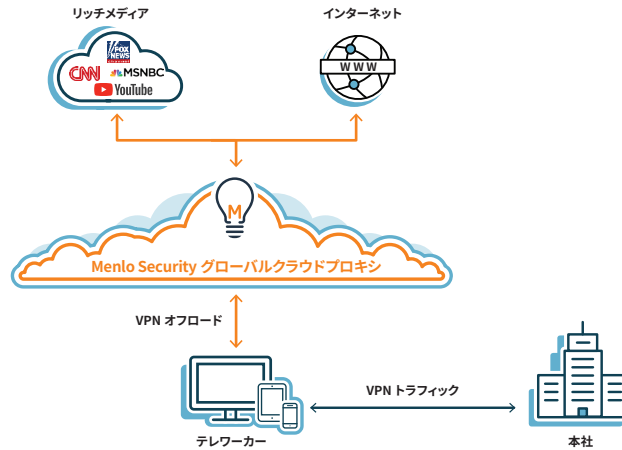 リッチメディア
インターネット
FOX
NEWS
CNN
MSNBC
YouTube
WWW
M
Menlo Security グローバルクラウドプロキシ
VPN オフロード
VPN トラフィック
テレワーカー
本社